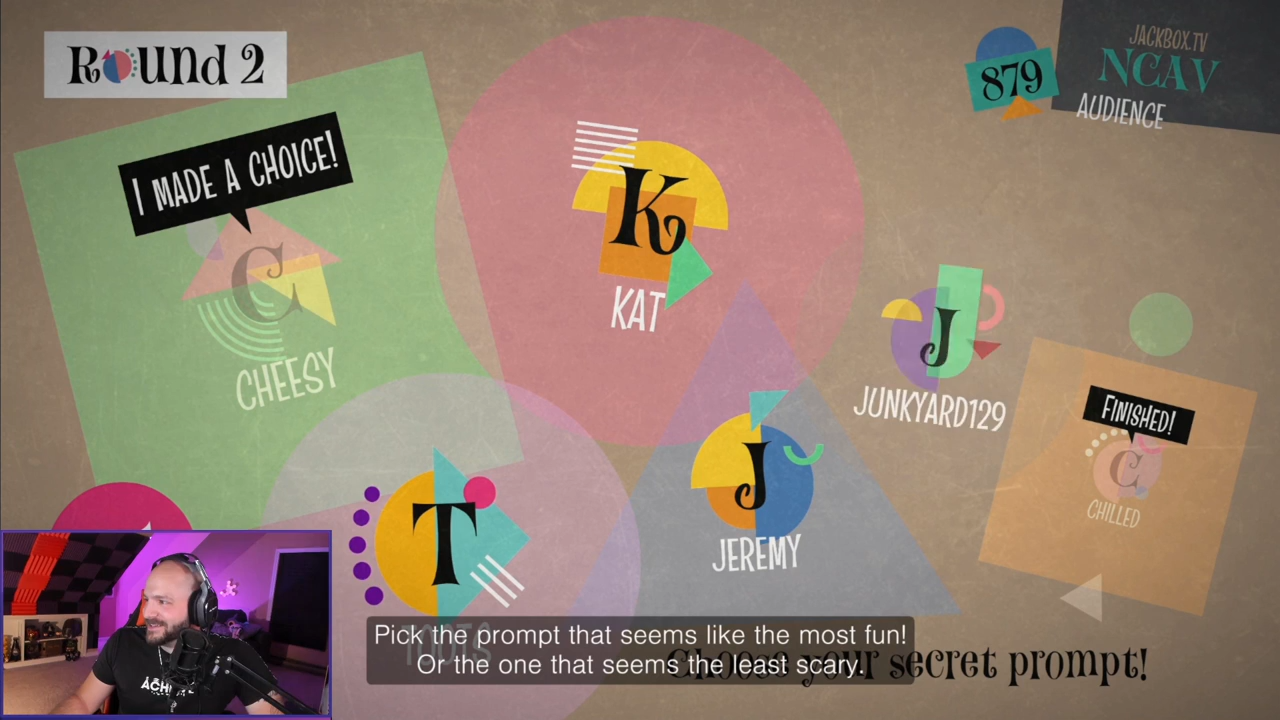 Round 2
JACKBOX.TV
NCAV
879
AUDIENCE
I MADE A CHOICE!
C
CHEESY
K
KAT
J
JUNKYARD129
FINISHED!
C
CHILLED
T
J
JEREMY
Pick the prompt that seems like the most fun!
Or the one that seems the least scary.
Choose your secret prompt!